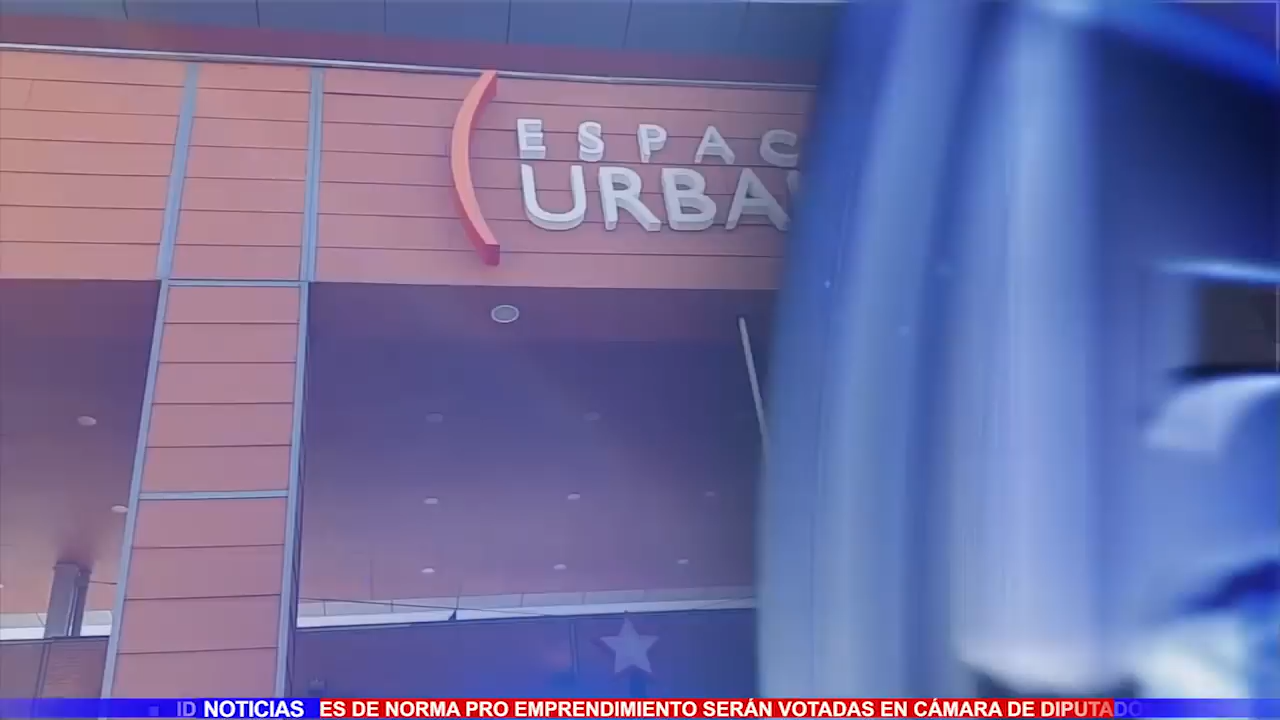 ESPAC
URBA
ID NOTICIAS ES DE NORMA PRO EMPRENDIMIENTO SERÁN VOTADAS EN CÁMARA DE DIPUTADO